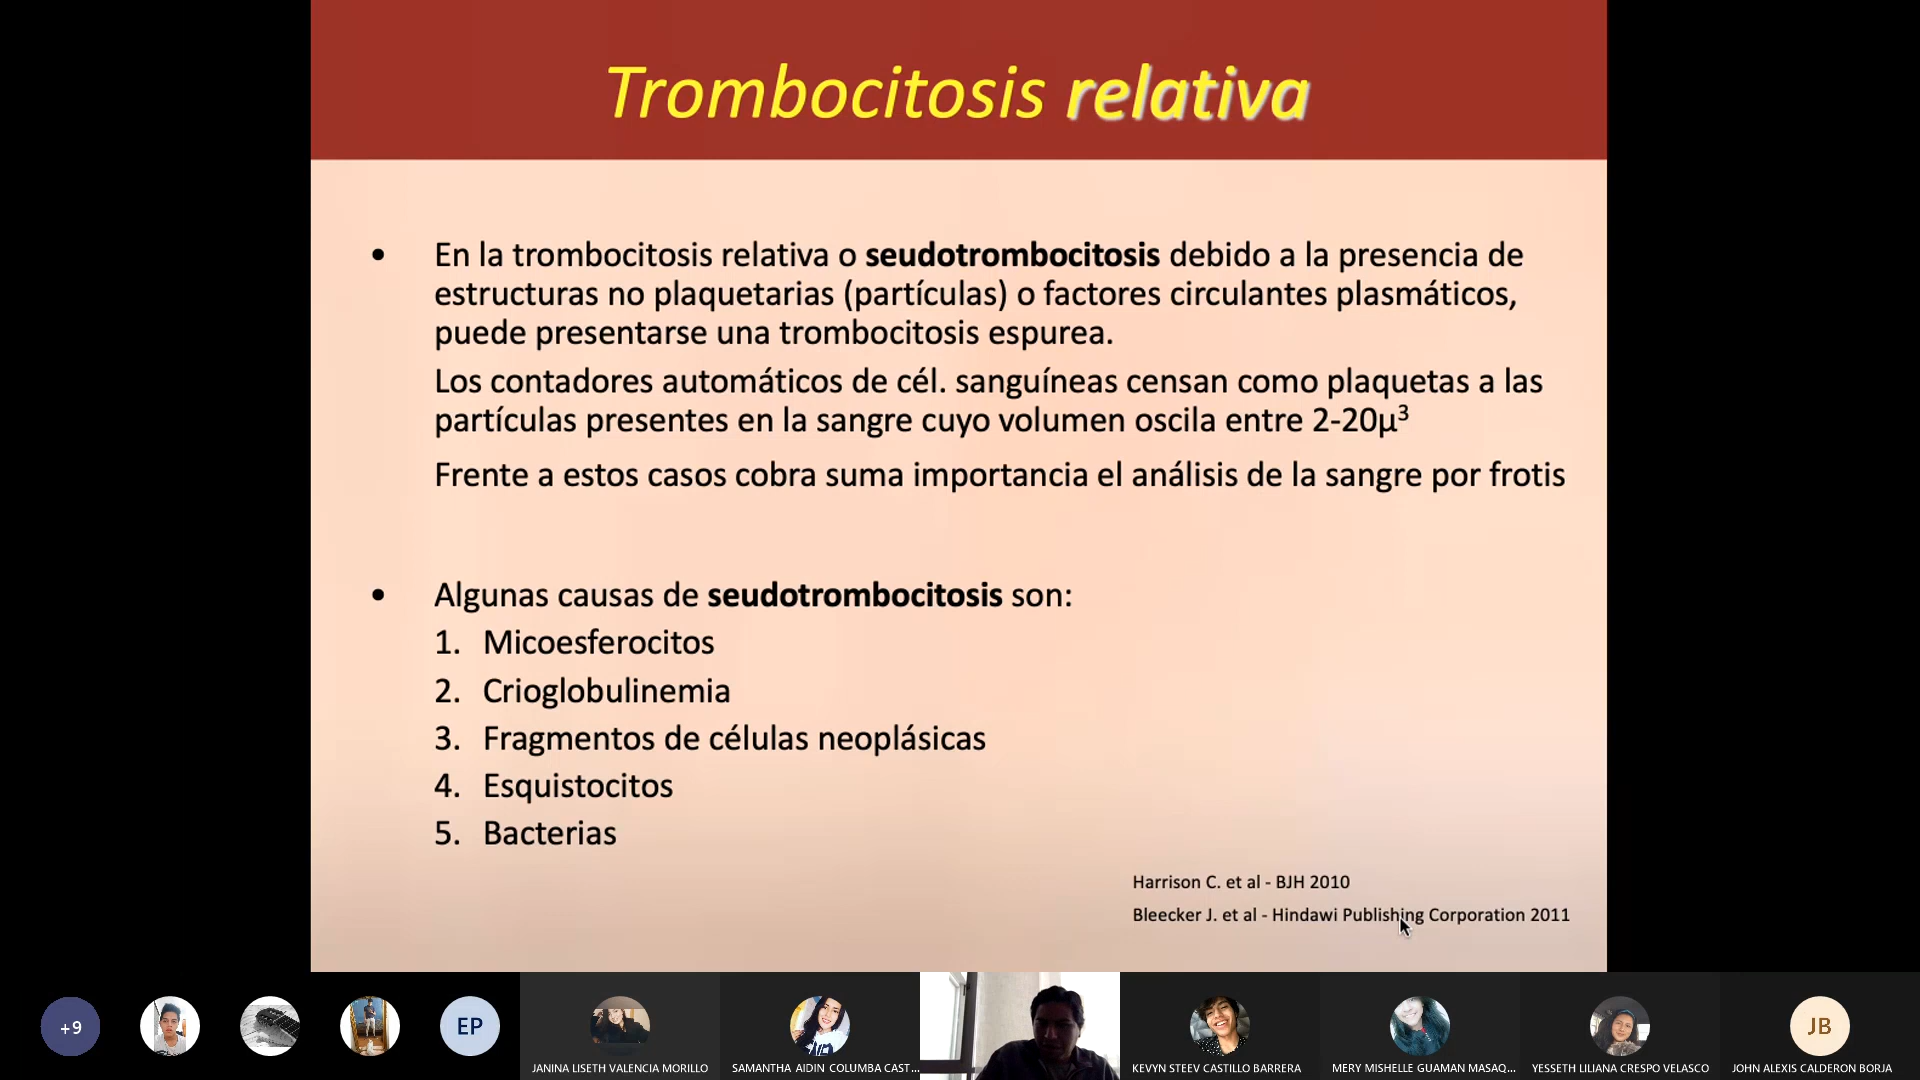 Trombocitosis relativa
• En la trombocitosis relativa o seudotrombocitosis debido a la presencia de
estructuras no plaquetarias (partículas) o factores circulantes plasmáticos,
puede presentarse una trombocitosis espurea.
Los contadores automáticos de cél. sanguíneas censan como plaquetas a las
partículas presentes en la sangre cuyo volumen oscila entre 2-20µ³
Frente a estos casos cobra suma importancia el análisis de la sangre por frotis
• Algunas causas de seudotrombocitosis son:
1. Micoesferocitos
2. Crioglobulinemia
3. Fragmentos de células neoplásicas
4. Esquistocitos
5. Bacterias
Harrison C. et al - BJH 2010
Bleecker J. et al - Hindawi Publishing Corporation 2011
+9
EP
JB
JANINA LISETH VALENCIA MORILLO
SAMANTHA AIDIN COLUMBA CAST...
KEVYN STEEV CASTILLO BARRERA
MERY MISHELLE GUAMAN MASAQ...
YESSETH LILIANA CRESPO VELASCO
JOHN ALEXIS CALDERON BORJA